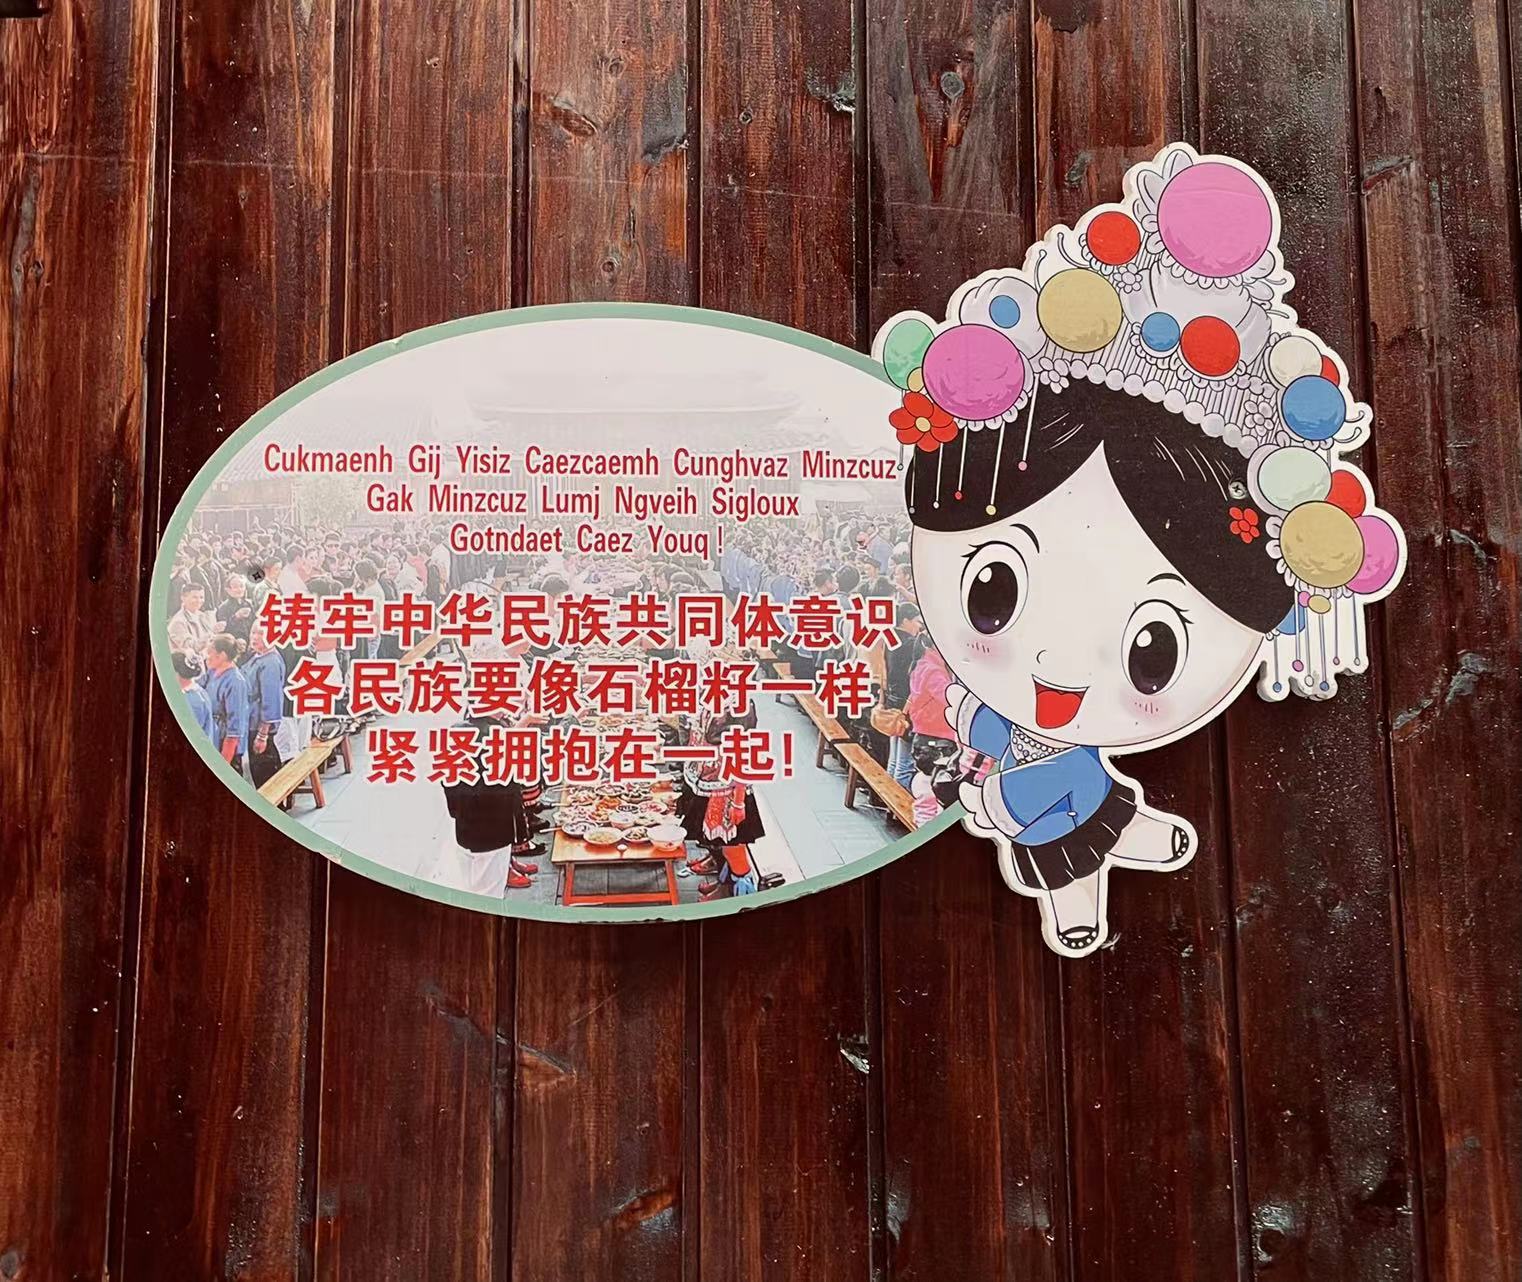 Cukmaenh Gij Yisiz Caezcaemh Cunghvaz Minzcuz
Gak Minzcuz Lumj Ngveih Sigloux
Gotndaet Caez Youq!
铸牢中华民族共同体意识
各民族要像石榴籽一样
紧紧拥抱在一起!